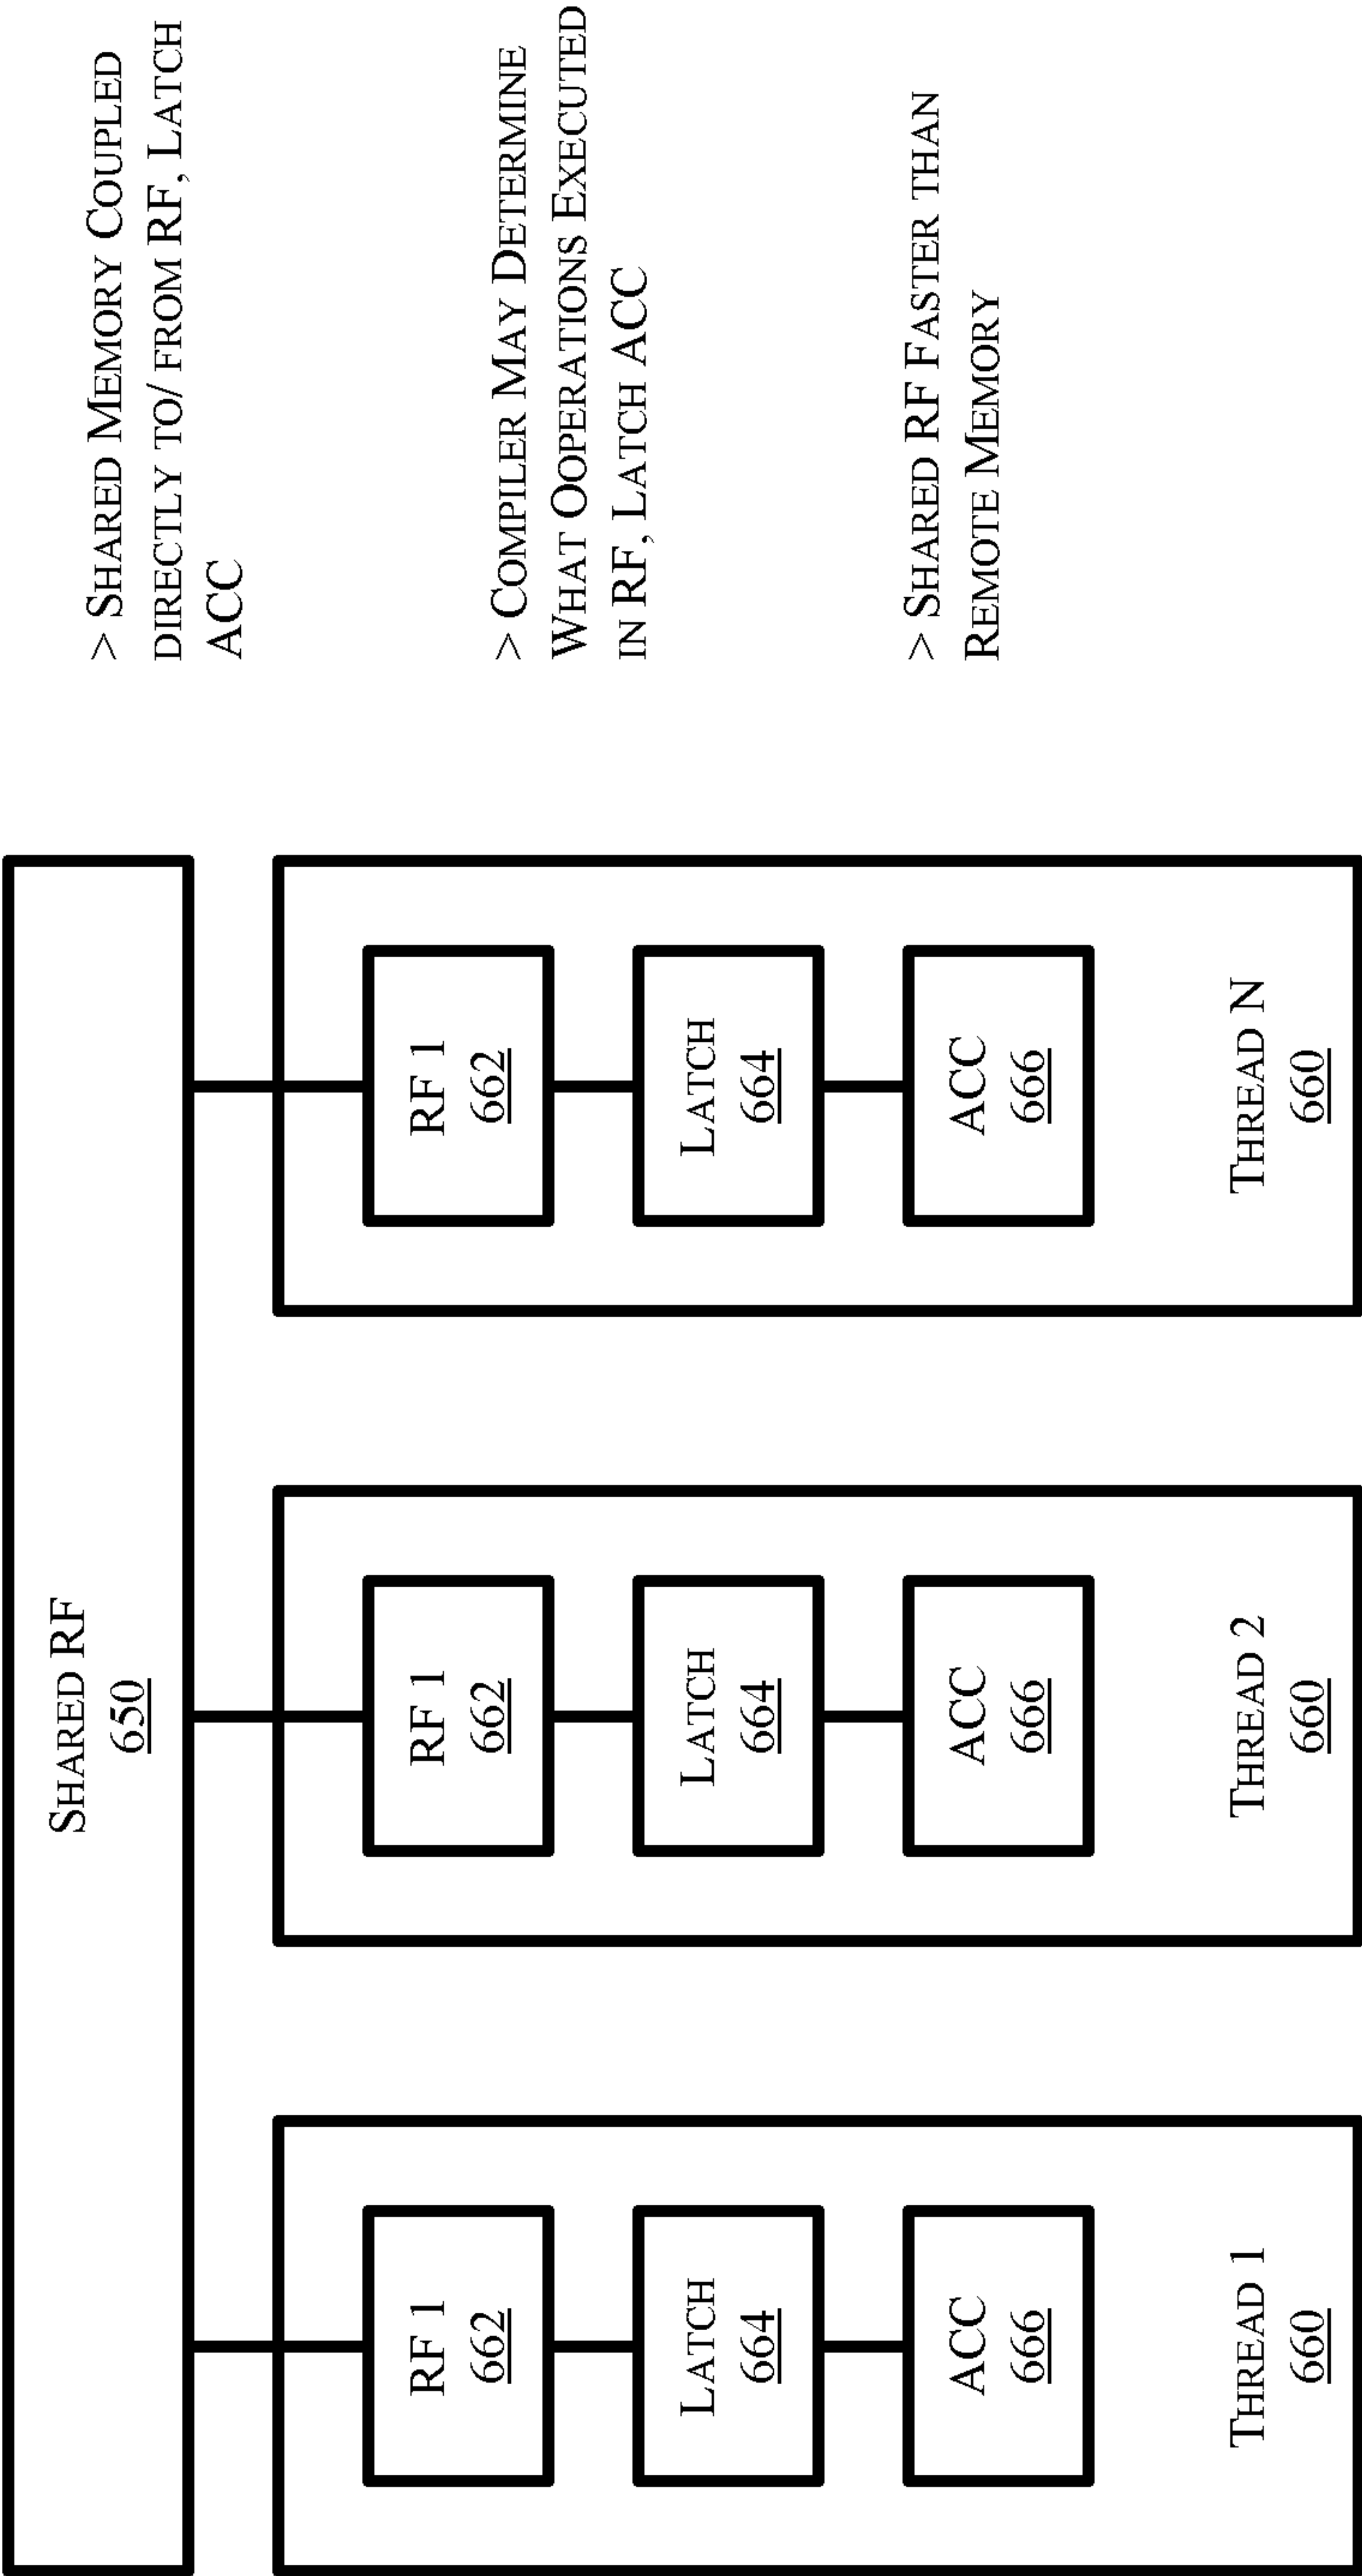 SHARED RF
650
RF 1
662
LATCH
664
ACC
666
THREAD 1
660
RF 1
662
LATCH
664
ACC
666
THREAD 2
660
RF 1
662
LATCH
664
ACC
666
THREAD N
660
> SHARED MEMORY COUPLED
DIRECTLY TO/ FROM RF, LATCH
ACC
> COMPILER MAY DETERMINE
WHAT OOPERATIONS EXECUTED
IN RF, LATCH ACC
> SHARED RF FASTER THAN
REMOTE MEMORY